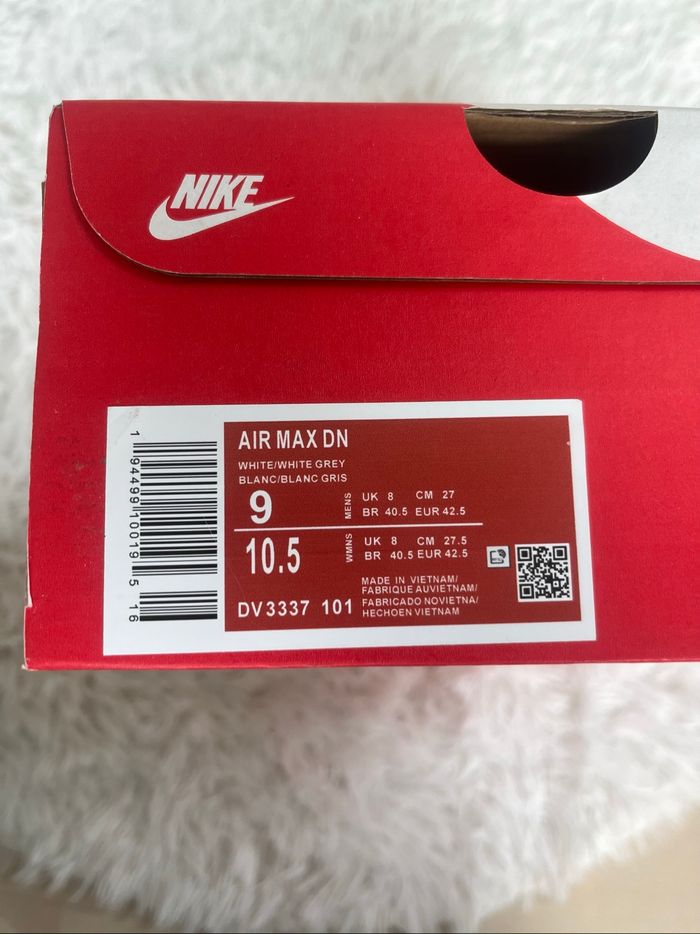 NIKE
AIR MAX DN
WHITE/WHITE GREY
BLANC/BLANC GRIS
9 MENS UK 8 CM 27
BR 40.5 EUR 42.5
10.5 WMNS UK 8 CM 27.5
BR 40.5 EUR 42.5
MADE IN VIETNAM/
FABRIQUE AUVIETNAM/
FABRICADO NOVIETNA/
HECHOEN VIETNAM
DV3337 101
1 94499 10019 5 16